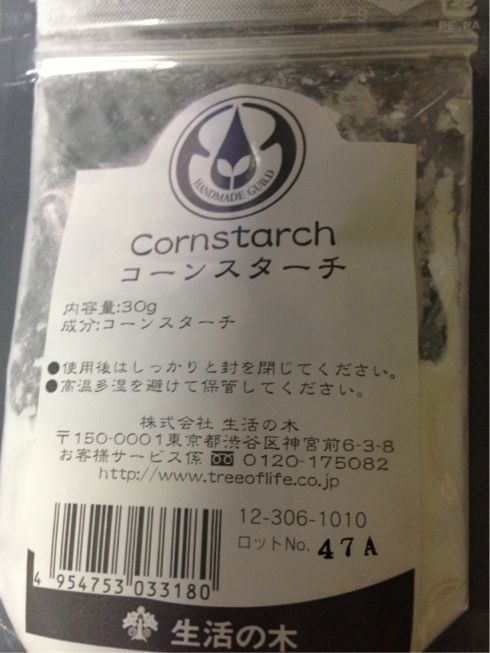 PE,PA
HANDMADE GUILD
Cornstarch
コーンスターチ
内容量:30g
成分:コーンスターチ
●使用後はしっかりと封を閉じてください。
●高温多湿を避けて保管してください。
株式会社 生活の木
〒150-0001東京都渋谷区神宮前6-3-8
お客様サービス係 0120-175082
http://www.treeoflife.co.jp
12-306-1010
ロットNo. 47A
4 954753 033180
生活の木